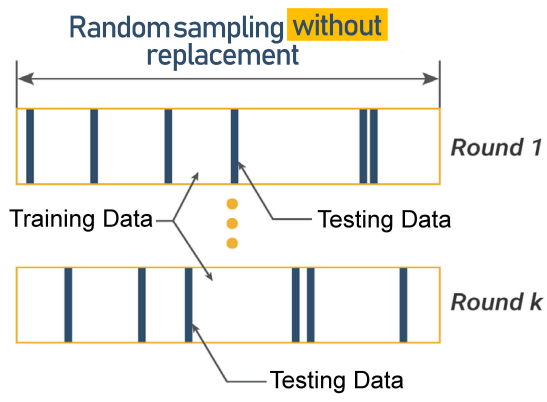 Random sampling without
replacement
Round 1
Training Data
Testing Data
Round k
Testing Data